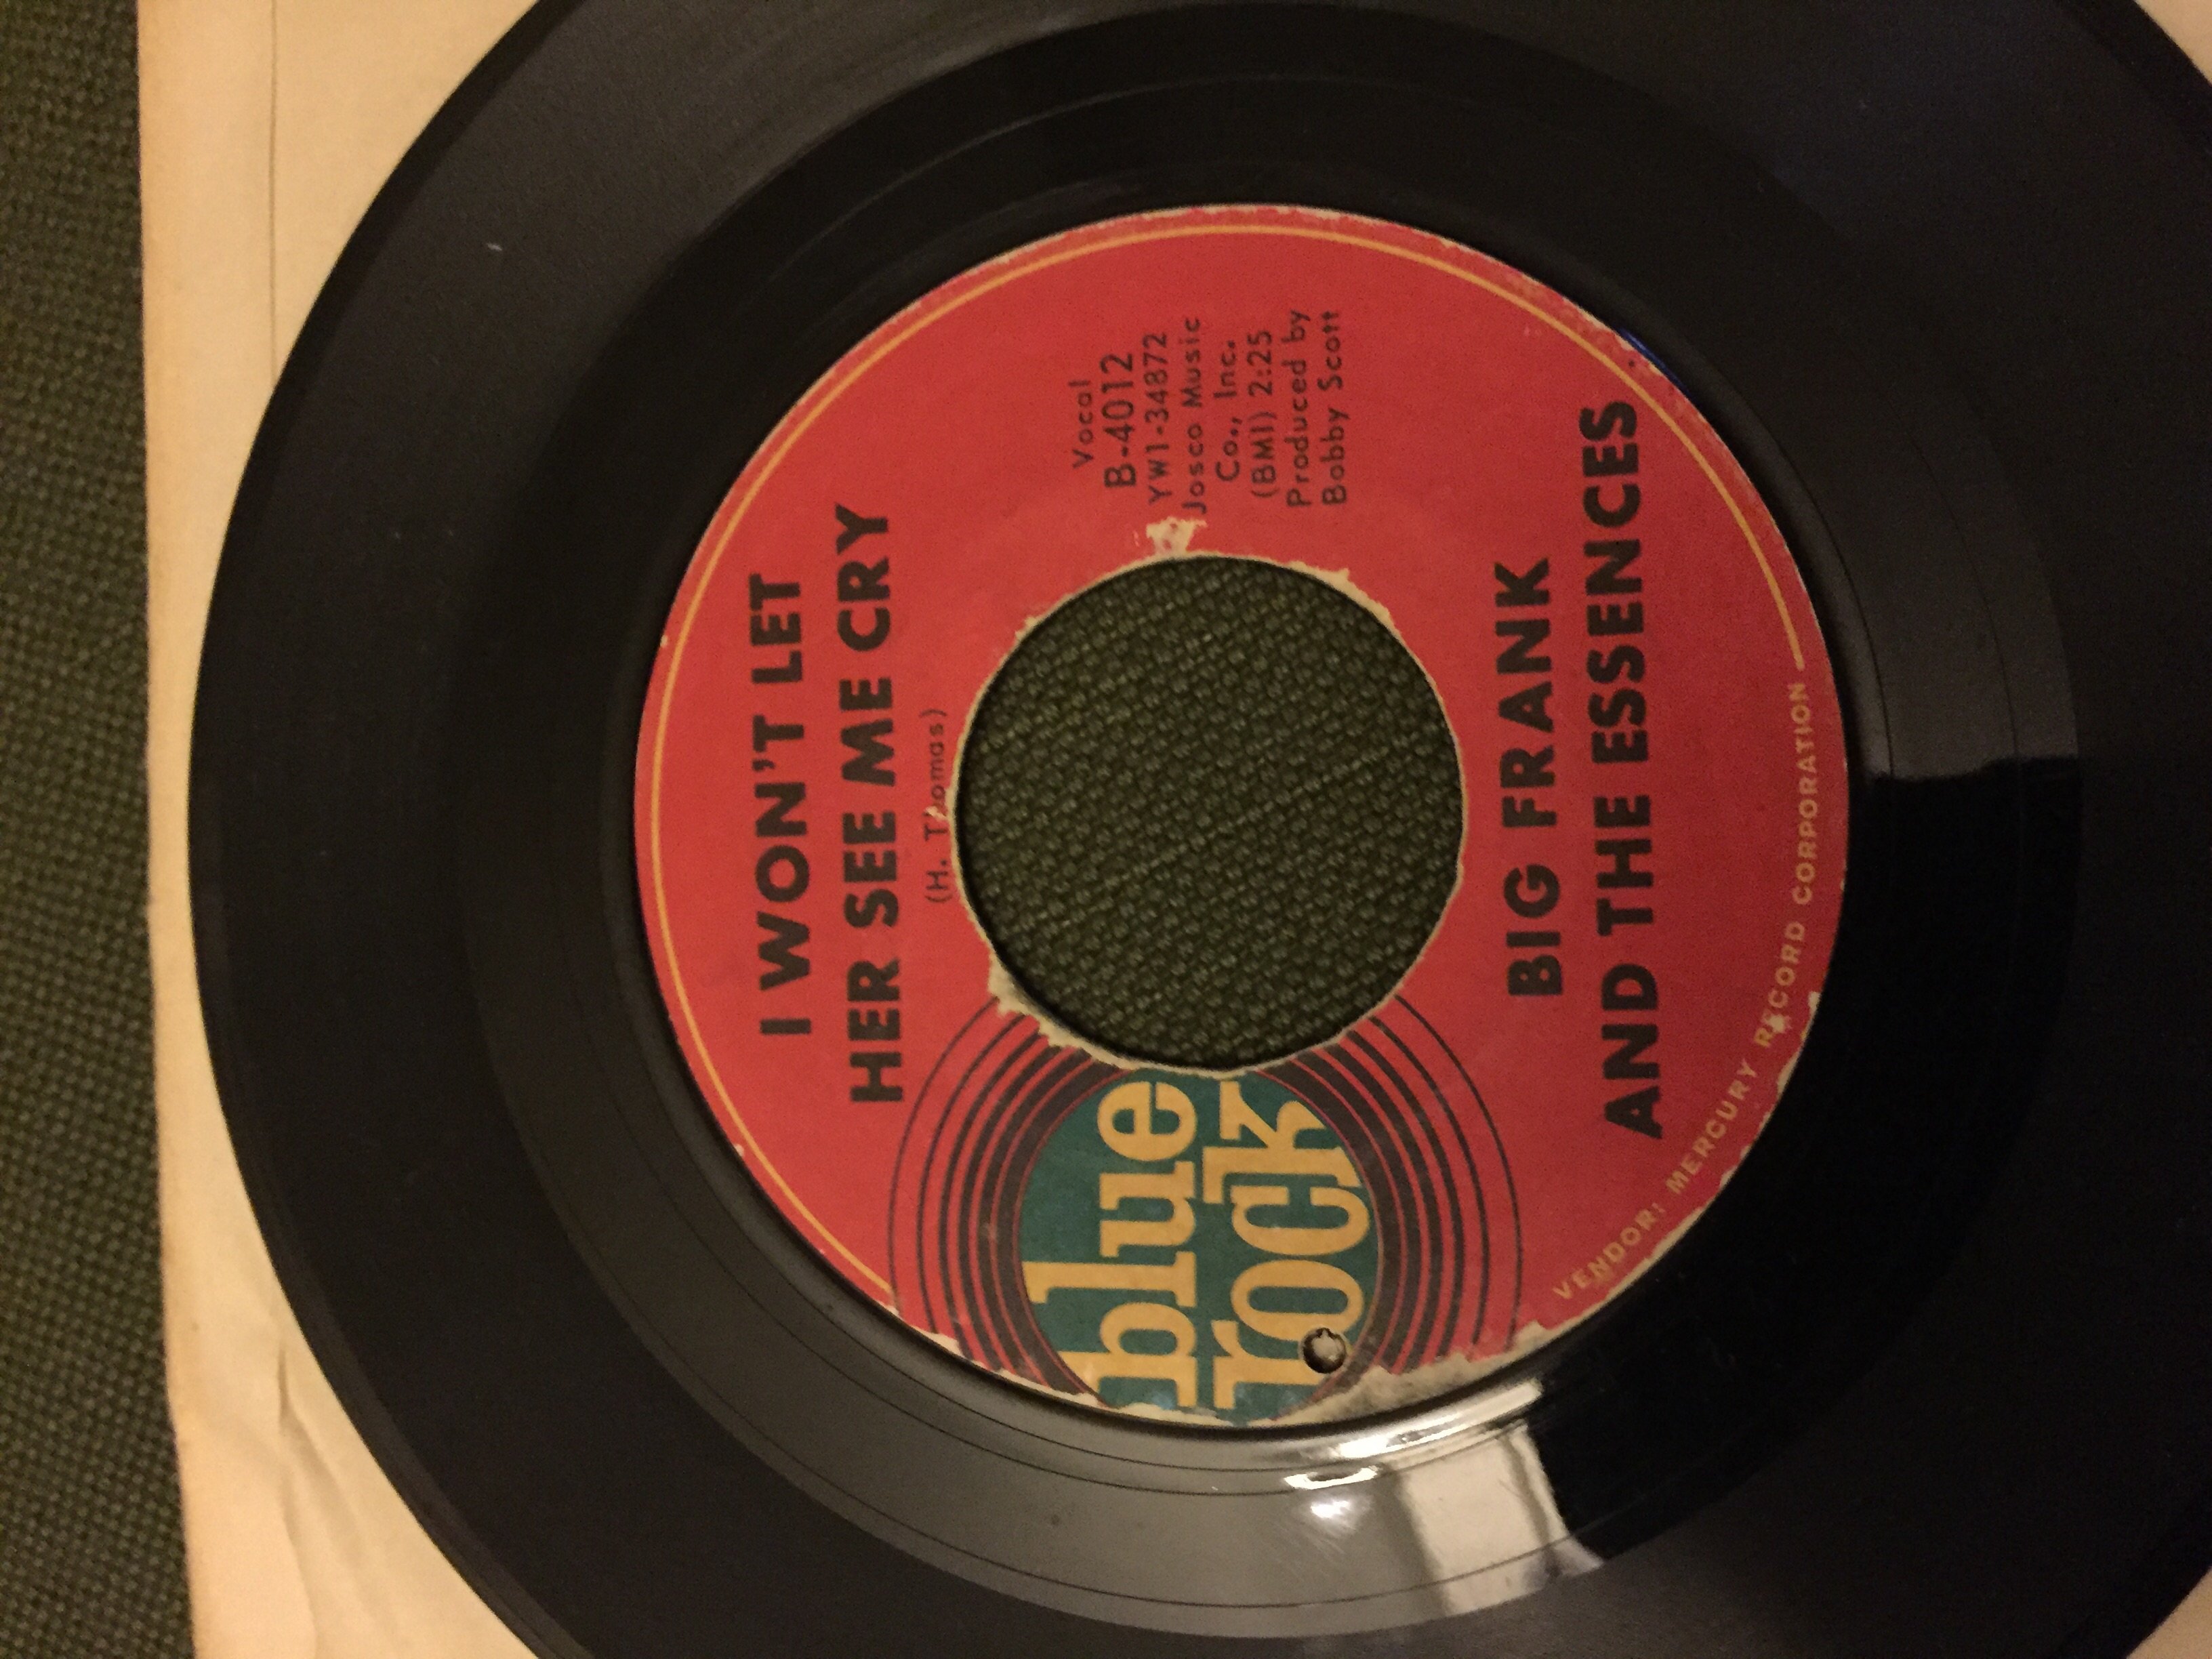 I WON'T LET
HER SEE ME CRY
(H. Thomas)
blue
rock
Vocal
B-4012
YW1-34872
Josco Music
Co., Inc.
(BMI) 2:25
Produced by
Bobby Scott
BIG FRANK
AND THE ESSENCES
VENDOR: MERCURY RECORD CORPORATION